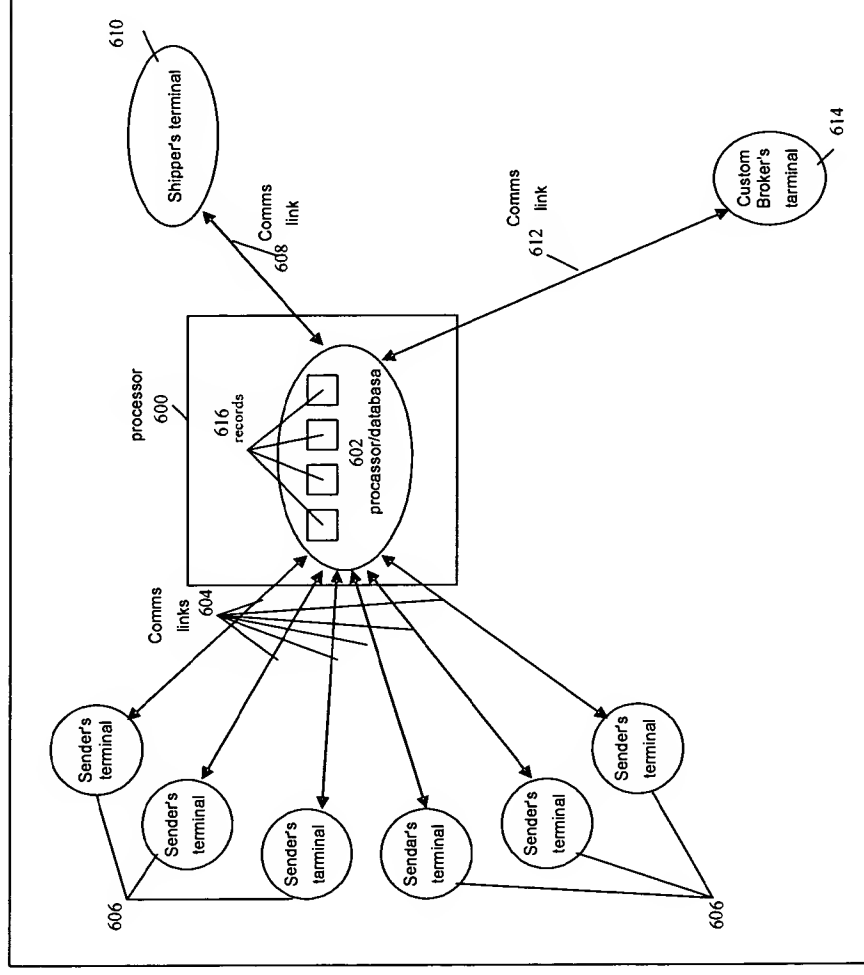 610
Shipper's terminal
Comms
link
608
processor
600
616
records
602
procassor/databasa
Comms
links
604
Sender's
terminal
Sender's
terminal
Sender's
tarminal
Sendar's
terminal
Sender's
terminal
Sender's
terminal
606
606
Comms
link
612
Custom
Broker's
tarminal
614